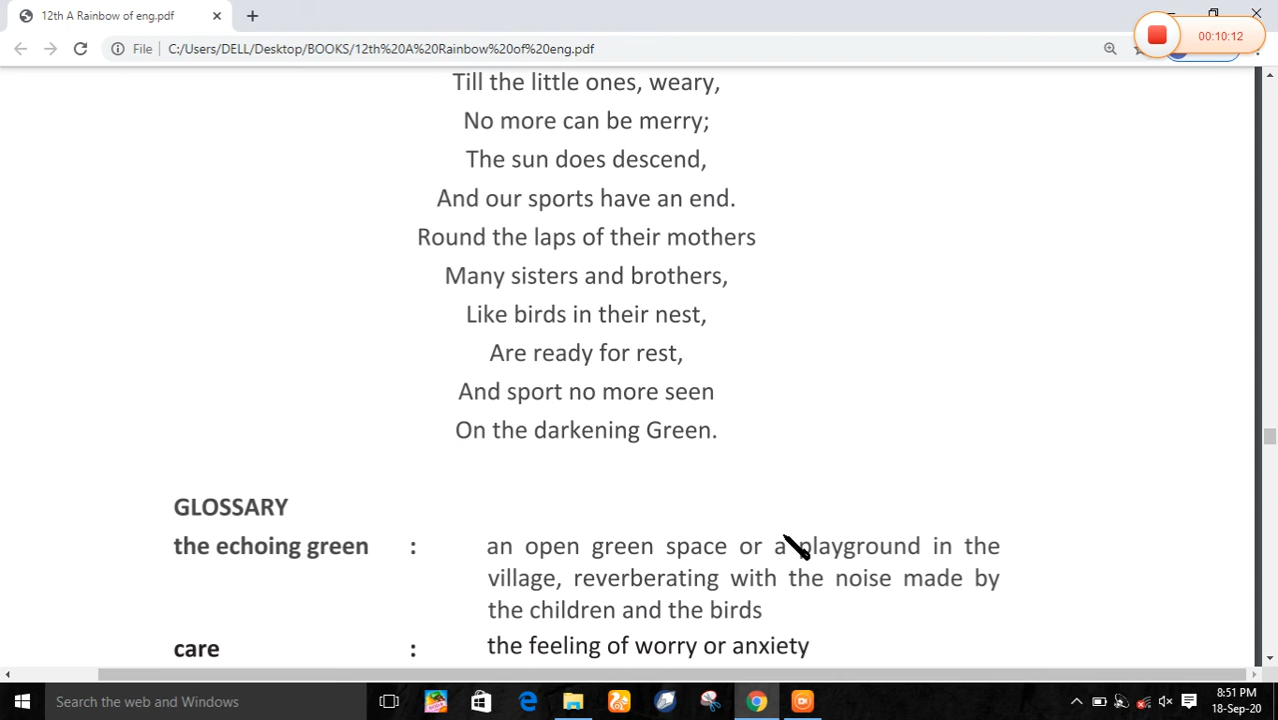 12th A Rainbow of eng.pdf
File
C:/Users/DELL/Desktop/BOOKS/12th%20A%20Rainbow%20of%20eng.pdf
00:10:12
Till the little ones, weary,
No more can be merry;
The sun does descend,
And our sports have an end.
Round the laps of their mothers
Many sisters and brothers,
Like birds in their nest,
Are ready for rest,
And sport no more seen
On the darkening Green.
GLOSSARY
the echoing green : an open green space or a playground in the
village, reverberating with the noise made by
the children and the birds
care : the feeling of worry or anxiety
Search the web and Windows
8:51 PM
18-Sep-20